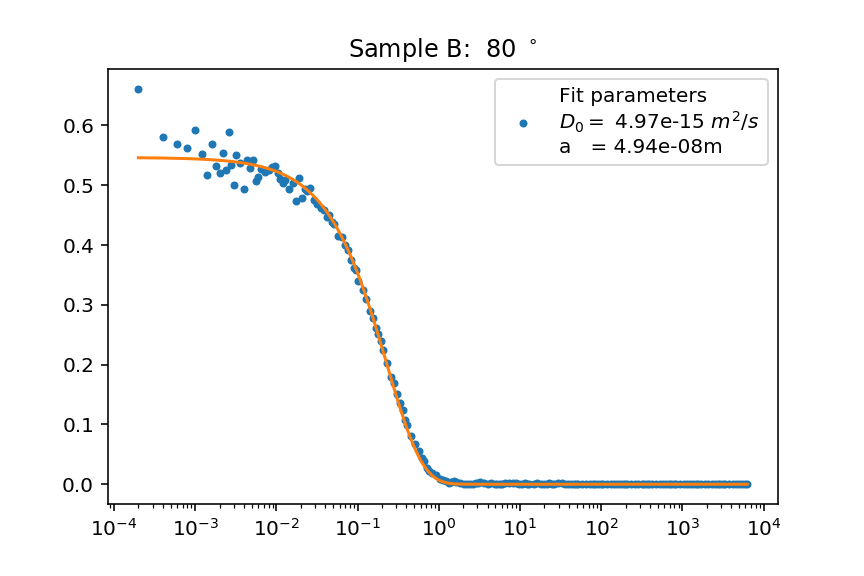 Sample B:  80 °
Fit parameters
D₀ = 4.97e-15 m²/s
a   = 4.94e-08m
0.6
0.5
0.4
0.3
0.2
0.1
0.0
10⁻⁴ 10⁻³ 10⁻² 10⁻¹ 10⁰ 10¹ 10² 10³ 10⁴